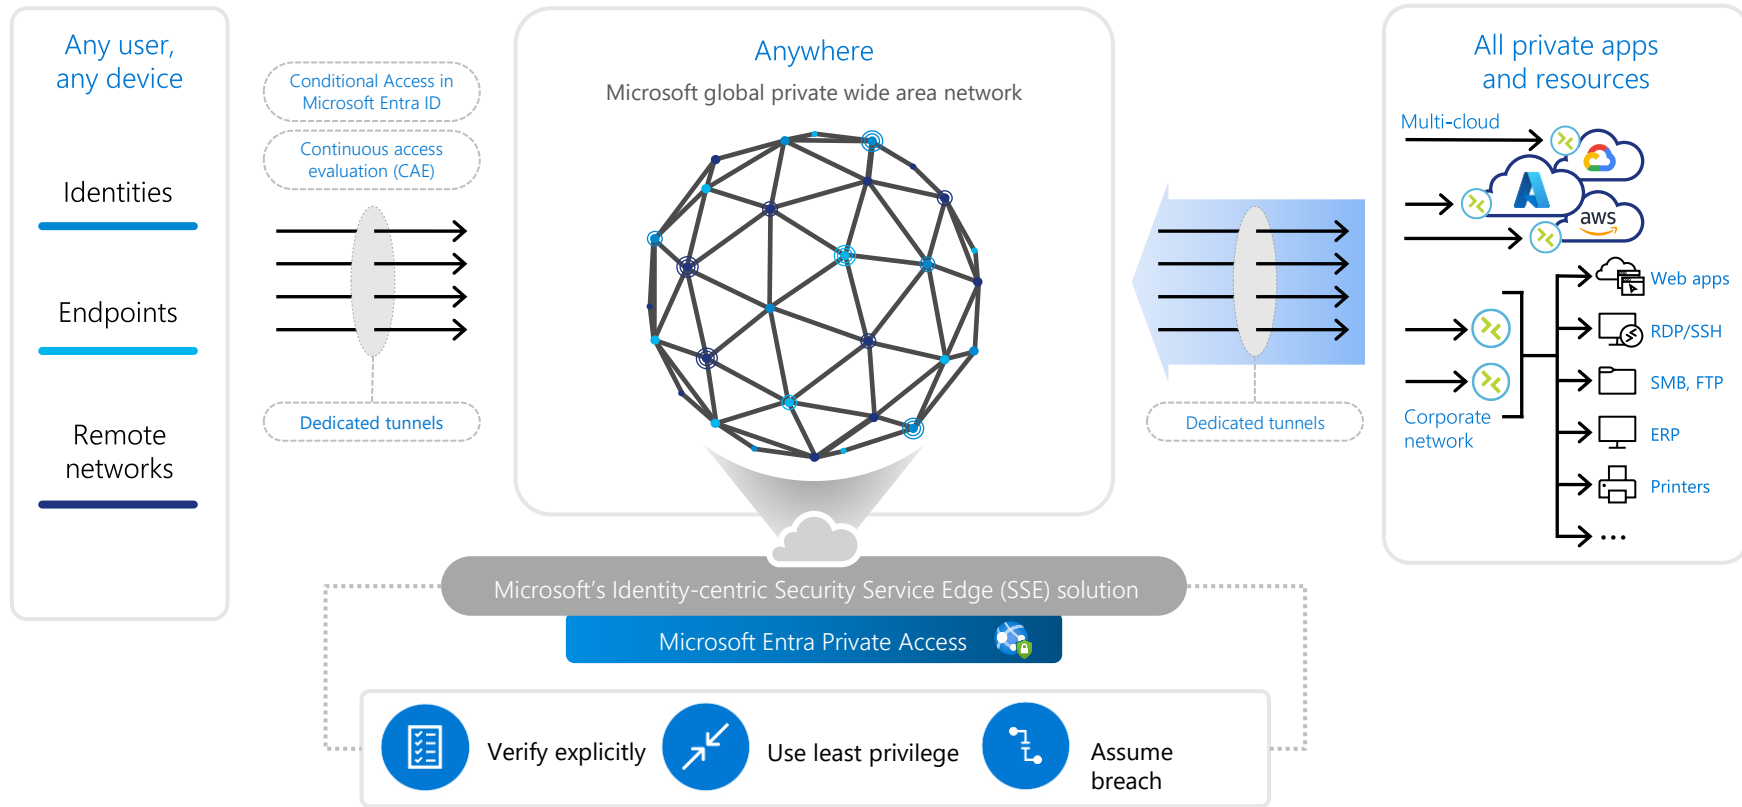 Any user,
any device
Identities
Endpoints
Remote
networks
Conditional Access in
Microsoft Entra ID
Continuous access
evaluation (CAE)
Dedicated tunnels
Anywhere
Microsoft global private wide area network
Dedicated tunnels
All private apps
and resources
Multi-cloud
aws
Corporate
network
Web apps
RDP/SSH
SMB, FTP
ERP
Printers
...
Microsoft’s Identity-centric Security Service Edge (SSE) solution
Microsoft Entra Private Access
Verify explicitly
Use least privilege
Assume
breach